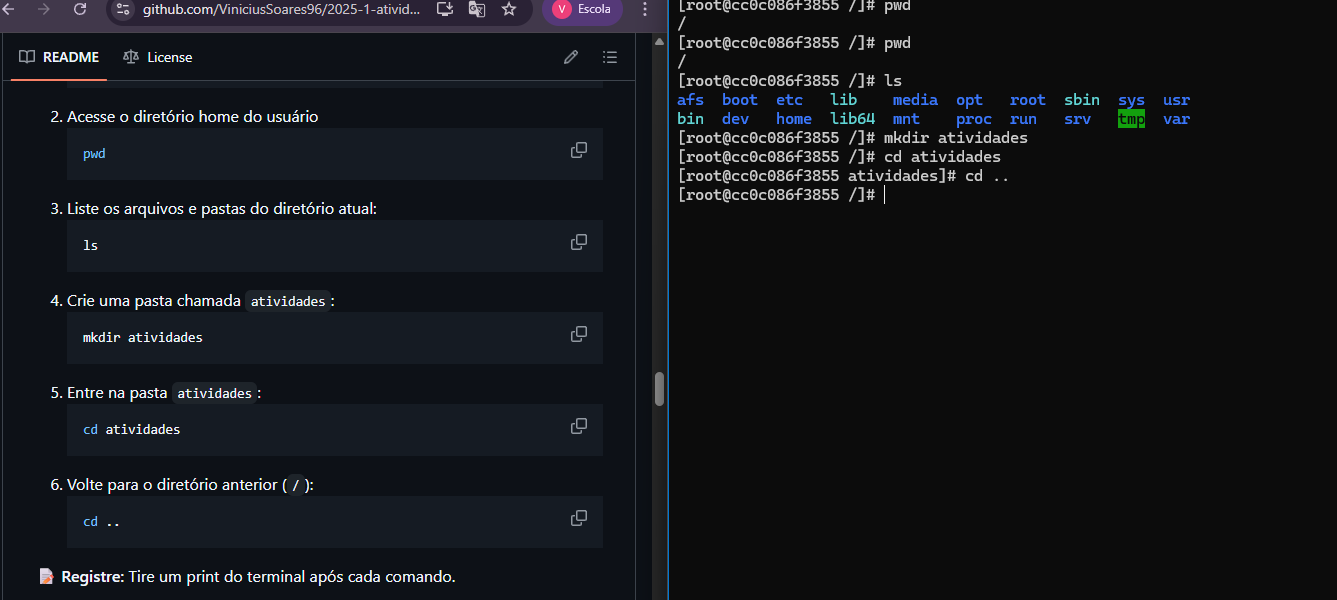 github.com/ViniciusSoares96/2025-1-ativid...
V Escola
README
License
2. Acesse o diretório home do usuário
pwd
3. Liste os arquivos e pastas do diretório atual:
ls
4. Crie uma pasta chamada atividades:
mkdir atividades
5. Entre na pasta atividades:
cd atividades
6. Volte para o diretório anterior (/):
cd ..
Registre: Tire um print do terminal após cada comando.
[root@cc0c086f3855 /]# pwd
/
[root@cc0c086f3855 /]# pwd
/
[root@cc0c086f3855 /]# ls
afs boot etc lib media opt root sbin sys usr
bin dev home lib64 mnt proc run srv tmp var
[root@cc0c086f3855 /]# mkdir atividades
[root@cc0c086f3855 /]# cd atividades
[root@cc0c086f3855 atividades]# cd ..
[root@cc0c086f3855 /]#